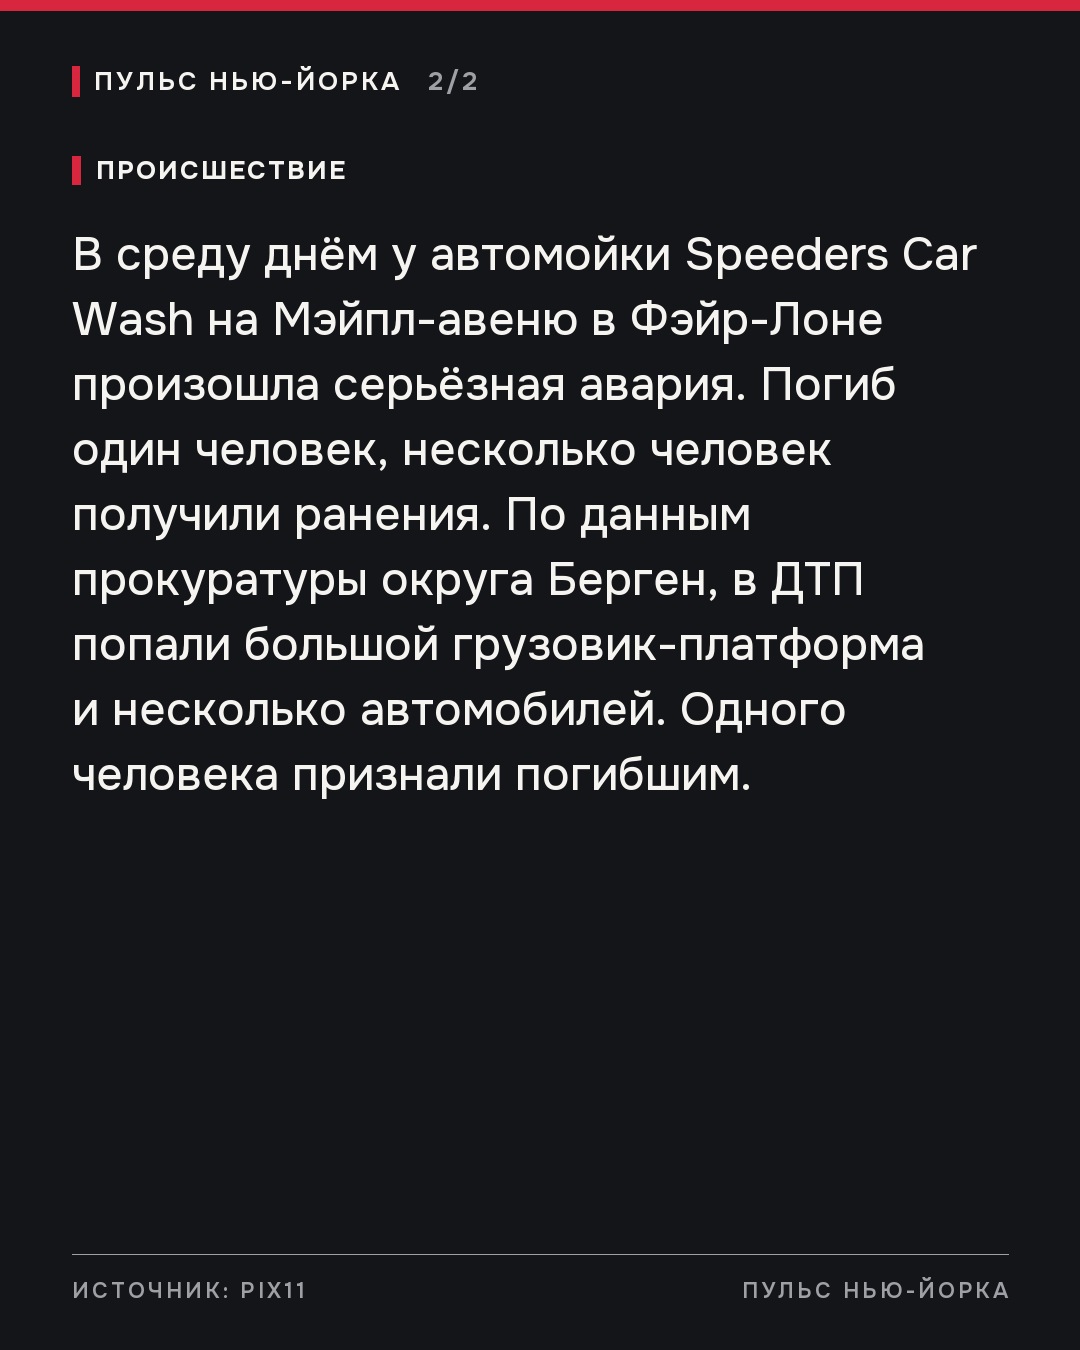 ПУЛЬС НЬЮ-ЙОРКА 2/2
ПРОИСШЕСТВИЕ
В среду днём у автомойки Speeders Car
Wash на Мэйпл-авеню в Фэйр-Лоне
произошла серьёзная авария. Погиб
один человек, несколько человек
получили ранения. По данным
прокуратуры округа Берген, в ДТП
попали большой грузовик-платформа
и несколько автомобилей. Одного
человека признали погибшим.
ИСТОЧНИК: PIX11
ПУЛЬС НЬЮ-ЙОРКА